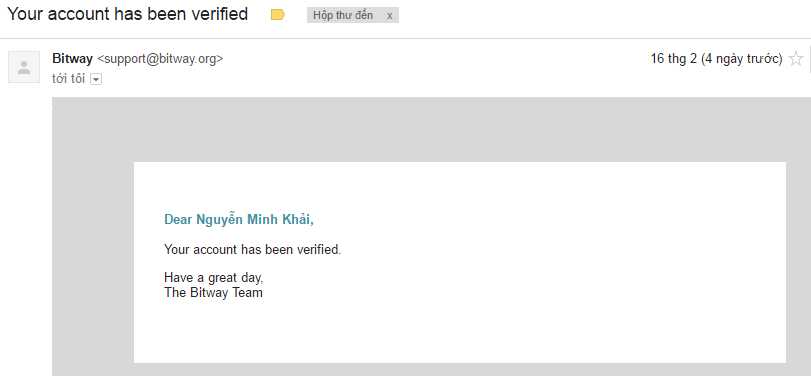 Your account has been verified
Hộp thư đến x
Bitway <support@bitway.org>
16 thg 2 (4 ngày trước)
tới tôi
Dear Nguyễn Minh Khải,
Your account has been verified.
Have a great day,
The Bitway Team